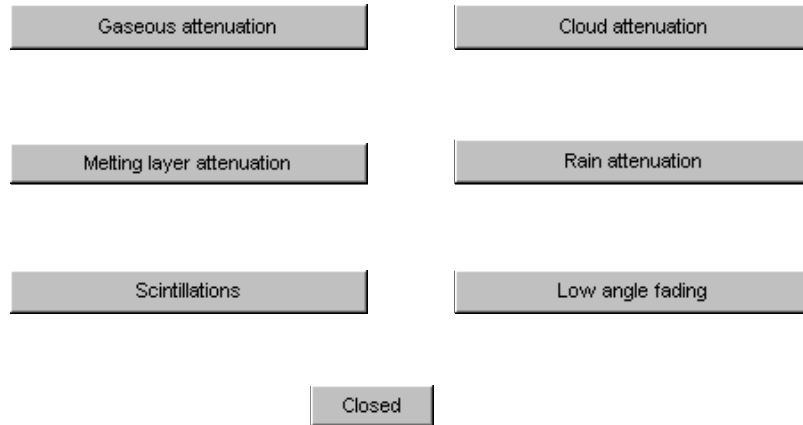 Gaseous attenuation
Cloud attenuation
Melting layer attenuation
Rain attenuation
Scintillations
Low angle fading
Closed